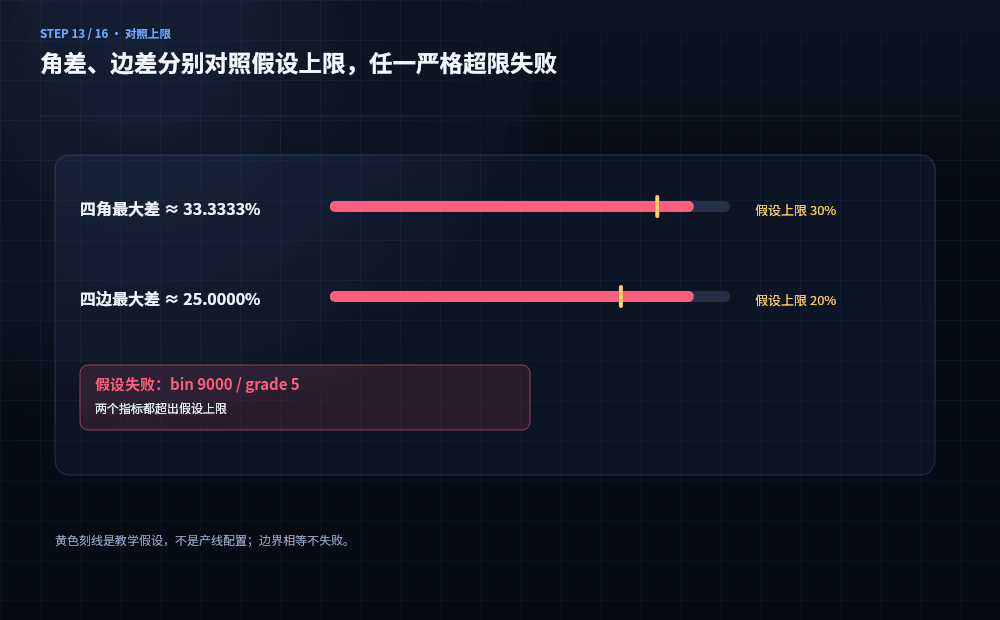 STEP 13 / 16 · 对照上限
角差、边差分别对照假设上限，任一严格超限失败
四角最大差 ≈ 33.3333%
假设上限 30%
四边最大差 ≈ 25.0000%
假设上限 20%
假设失败：bin 9000 / grade 5
两个指标都超出假设上限
黄色刻线是教学假设，不是产线配置；边界相等不失败。